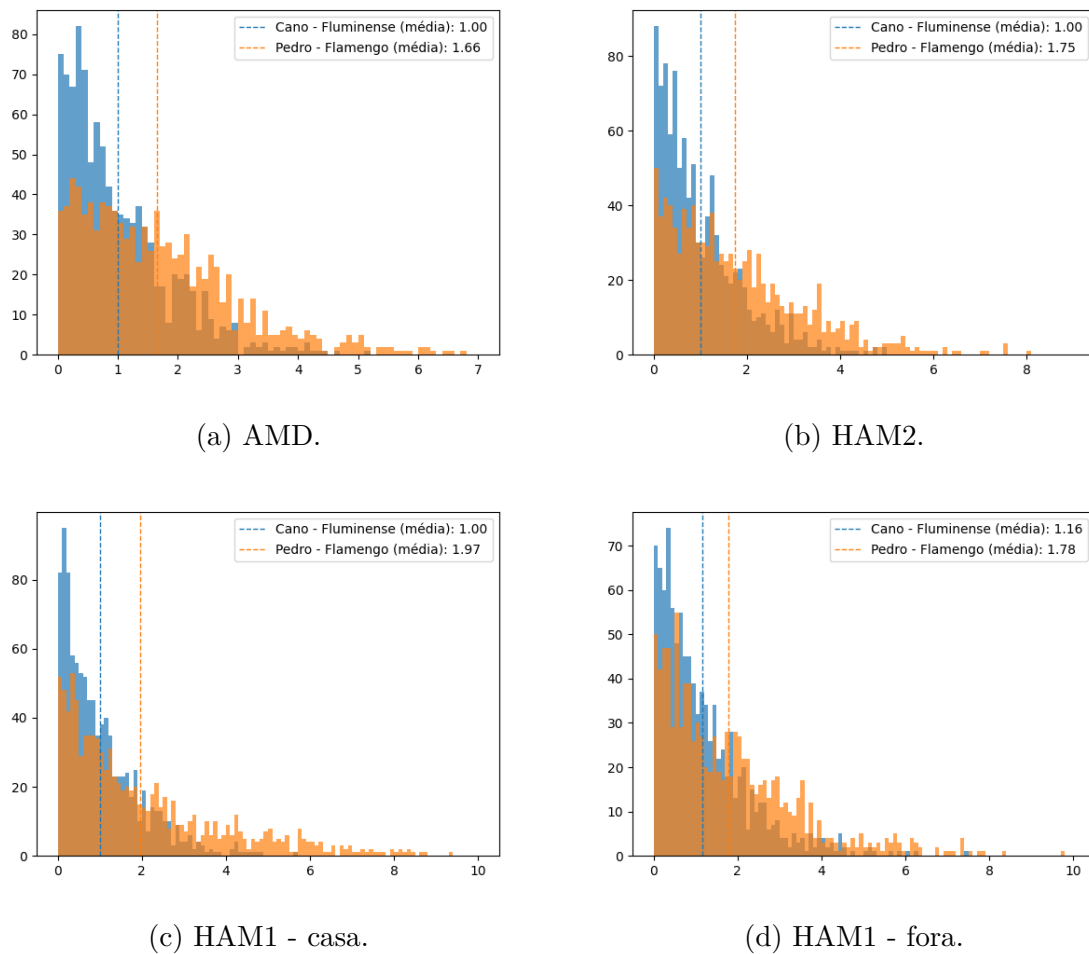 Cano - Fluminense (média): 1.00
Pedro - Flamengo (média): 1.66
80
70
60
50
40
30
20
10
0
0 1 2 3 4 5 6 7
(a) AMD.
Cano - Fluminense (média): 1.00
Pedro - Flamengo (média): 1.75
80
60
40
20
0
0 2 4 6 8
(b) HAM2.
Cano - Fluminense (média): 1.00
Pedro - Flamengo (média): 1.97
80
60
40
20
0
0 2 4 6 8 10
(c) HAM1 - casa.
Cano - Fluminense (média): 1.16
Pedro - Flamengo (média): 1.78
70
60
50
40
30
20
10
0
0 2 4 6 8 10
(d) HAM1 - fora.